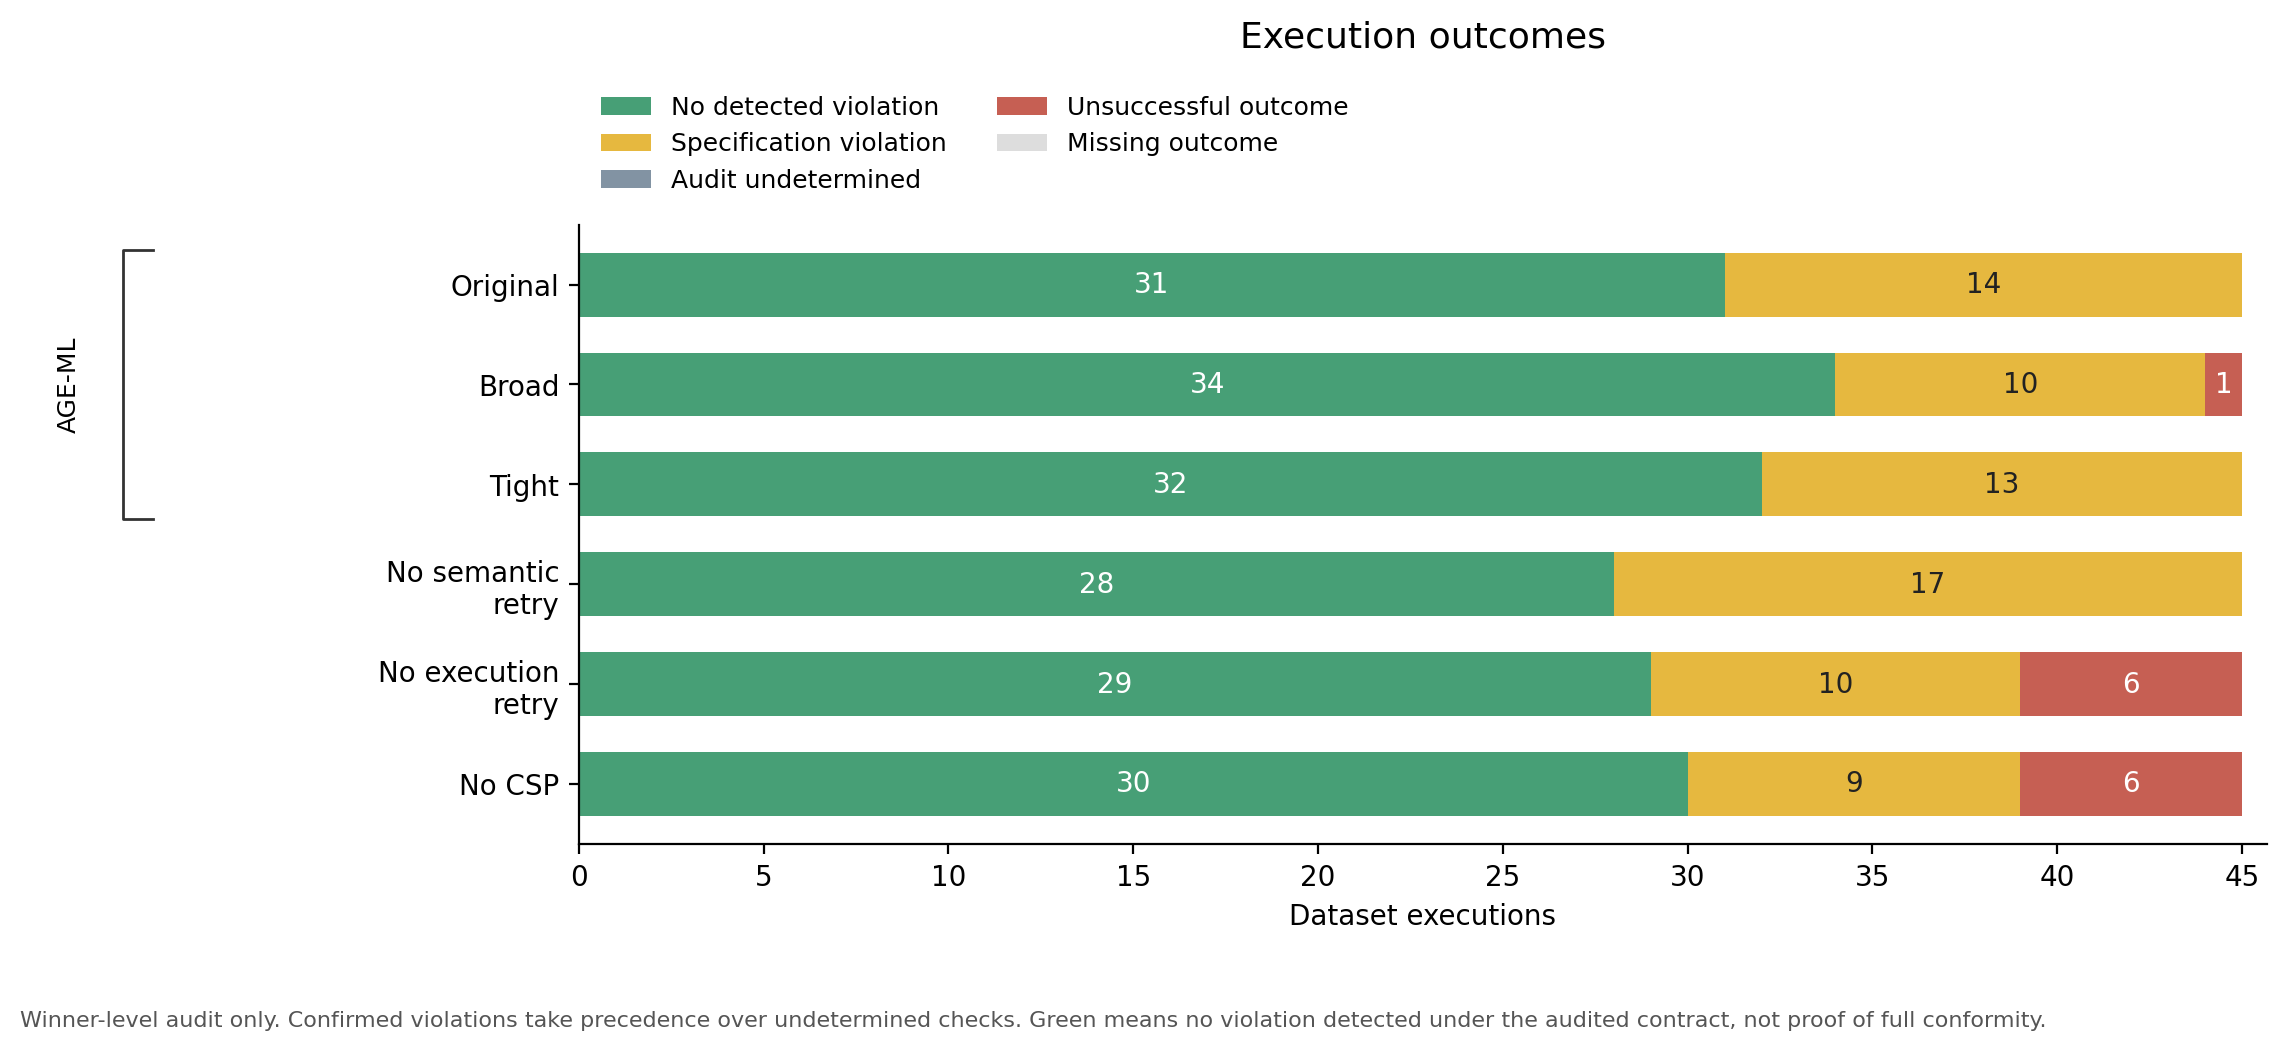 Execution outcomes
No detected violation
Specification violation
Audit undetermined
Unsuccessful outcome
Missing outcome
AGE-ML
Original
31
14
Broad
34
10
1
Tight
32
13
No semantic
retry
28
17
No execution
retry
29
10
6
No CSP
30
9
6
0 5 10 15 20 25 30 35 40 45
Dataset executions
Winner-level audit only. Confirmed violations take precedence over undetermined checks. Green means no violation detected under the audited contract, not proof of full conformity.